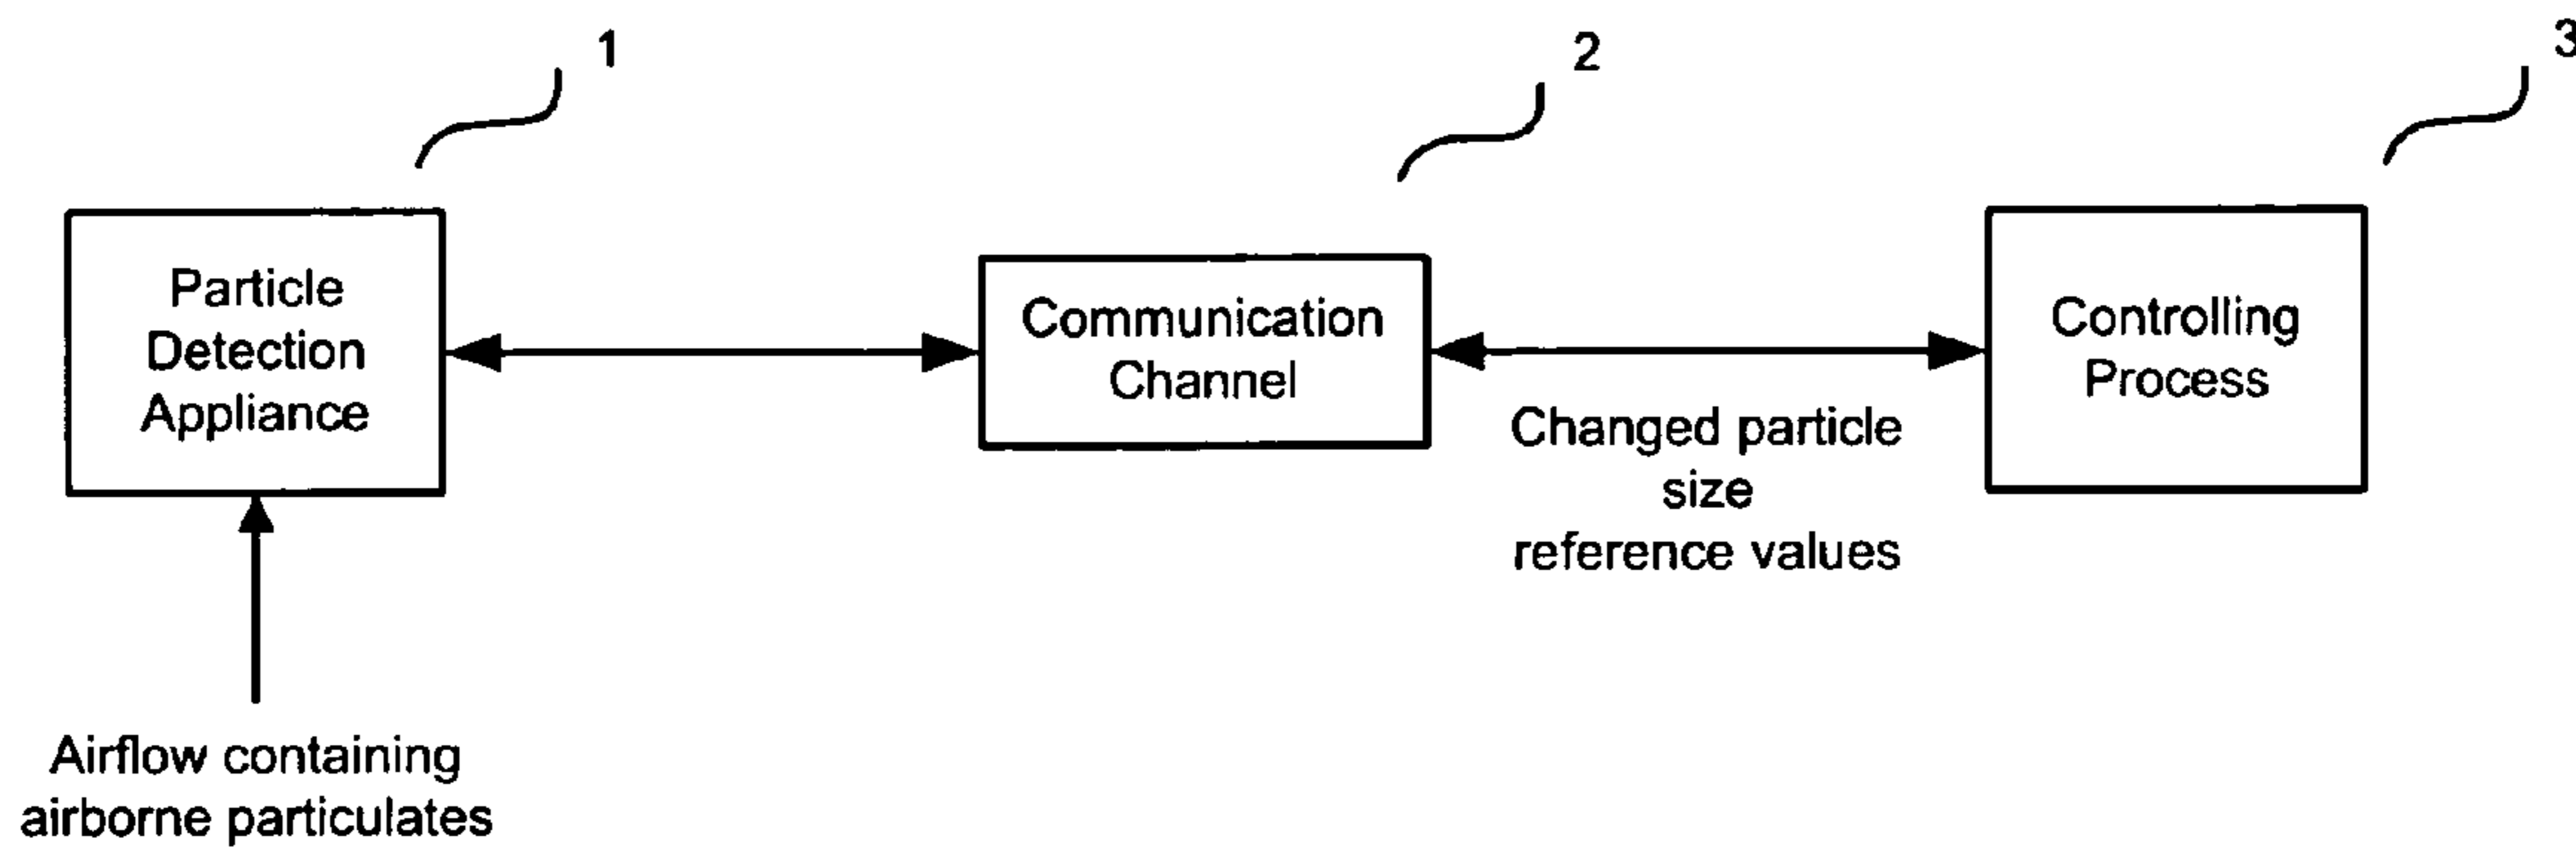 1
2
3
Particle
Detection
Appliance
Communication
Channel
Controlling
Process
Changed particle
size
reference values
Airflow containing
airborne particulates